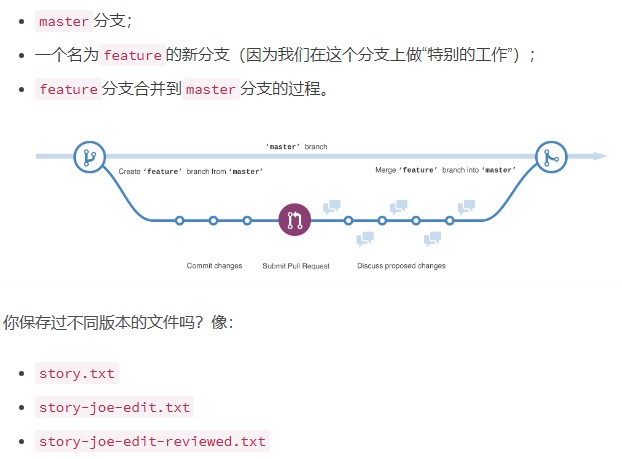 master分支；
一个名为feature的新分支（因为我们在这个分支上做“特别的工作”）；
feature分支合并到master分支的过程。
‘master’ branch
Create ‘feature’ branch from ‘master’
Merge ‘feature’ branch into ‘master’
Commit changes
Submit Pull Request
Discuss proposed changes
你保存过不同版本的文件吗？像：
story.txt
story-joe-edit.txt
story-joe-edit-reviewed.txt